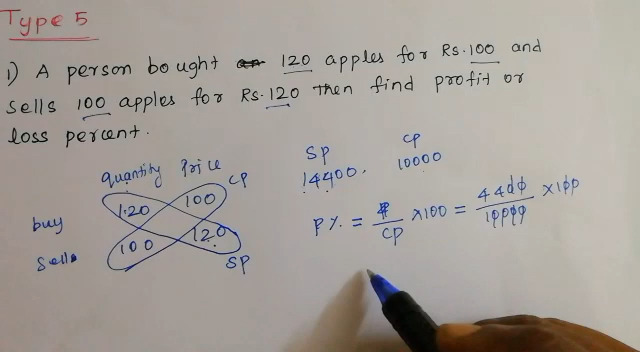 Type 5
1) A person bought 120 apples for Rs.100 and
sells 100 apples for Rs.120 then find profit or
loss percent.
quantity Price CP
buy 120 100
Sells 100 120
SP
SP CP
14400. 10000
P% = P/CP ×100 = 4400/10000 ×100